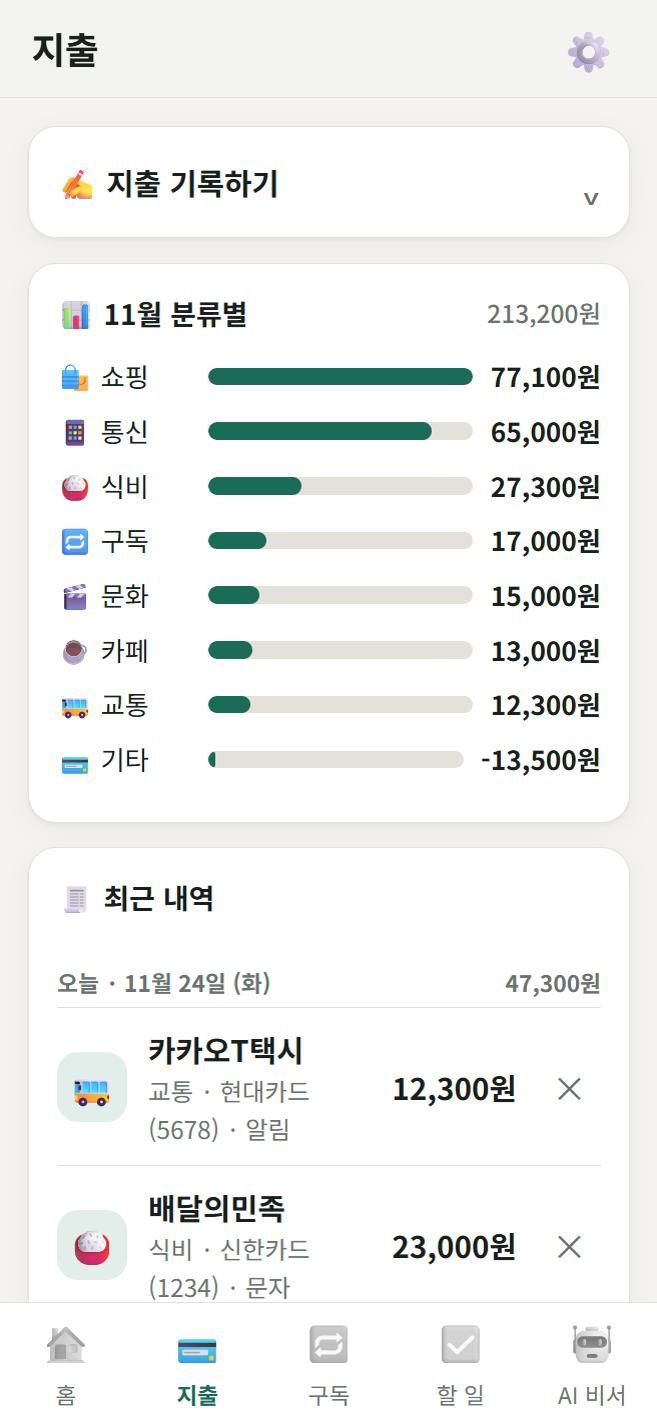 지출
지출 기록하기
11월 분류별 213,200원
쇼핑 77,100원
통신 65,000원
식비 27,300원
구독 17,000원
문화 15,000원
카페 13,000원
교통 12,300원
기타 -13,500원
최근 내역
오늘 · 11월 24일 (화) 47,300원
카카오T택시
교통 · 현대카드
(5678) · 알림
12,300원
배달의민족
식비 · 신한카드
(1234) · 문자
23,000원
홈 지출 구독 할 일 AI 비서